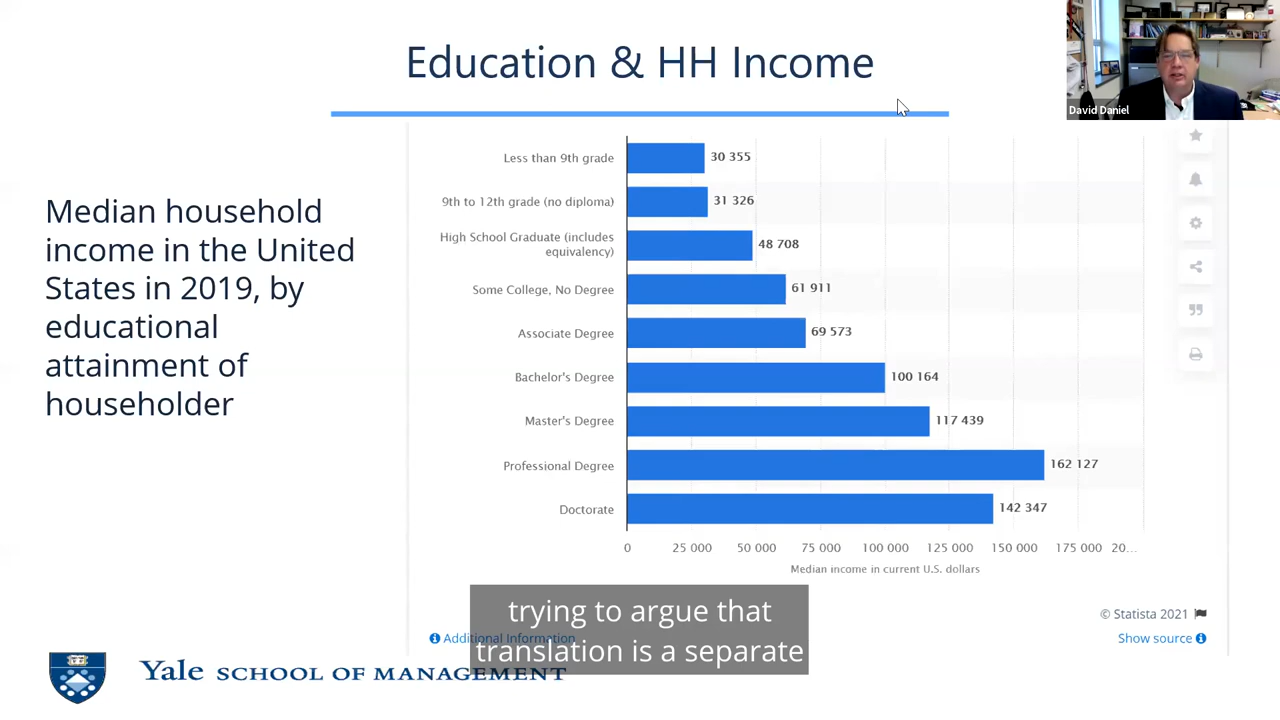 Education & HH Income
David Daniel
Median household
income in the United
States in 2019, by
educational
attainment of
householder
Less than 9th grade 30 355
9th to 12th grade (no diploma) 31 326
High School Graduate (includes
equivalency) 48 708
Some College, No Degree 61 911
Associate Degree 69 573
Bachelor's Degree 100 164
Master's Degree 117 439
Professional Degree 162 127
Doctorate 142 347
0 25 000 50 000 75 000 100 000 125 000 150 000 175 000 20...
Median income in current U.S. dollars
© Statista 2021
Additional Information
Show source
trying to argue that
translation is a separate
Yale SCHOOL OF MANAGEMENT